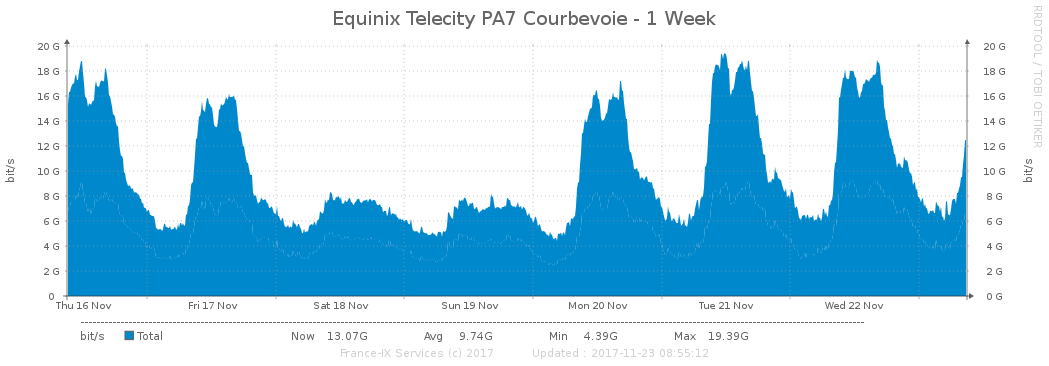 Equinix Telecity PA7 Courbevoie - 1 Week
RRDTOOL / TOBI OETIKER
bit/s
20 G
18 G
16 G
14 G
12 G
10 G
8 G
6 G
4 G
2 G
0
20 G
18 G
16 G
14 G
12 G
10 G
8 G
6 G
4 G
2 G
0 G
bit/s
Thu 16 Nov Fri 17 Nov Sat 18 Nov Sun 19 Nov Mon 20 Nov Tue 21 Nov Wed 22 Nov
bit/s Total Now 13.07G Avg 9.74G Min 4.39G Max 19.39G
France-IX Services (c) 2017 Updated : 2017-11-23 08:55:12